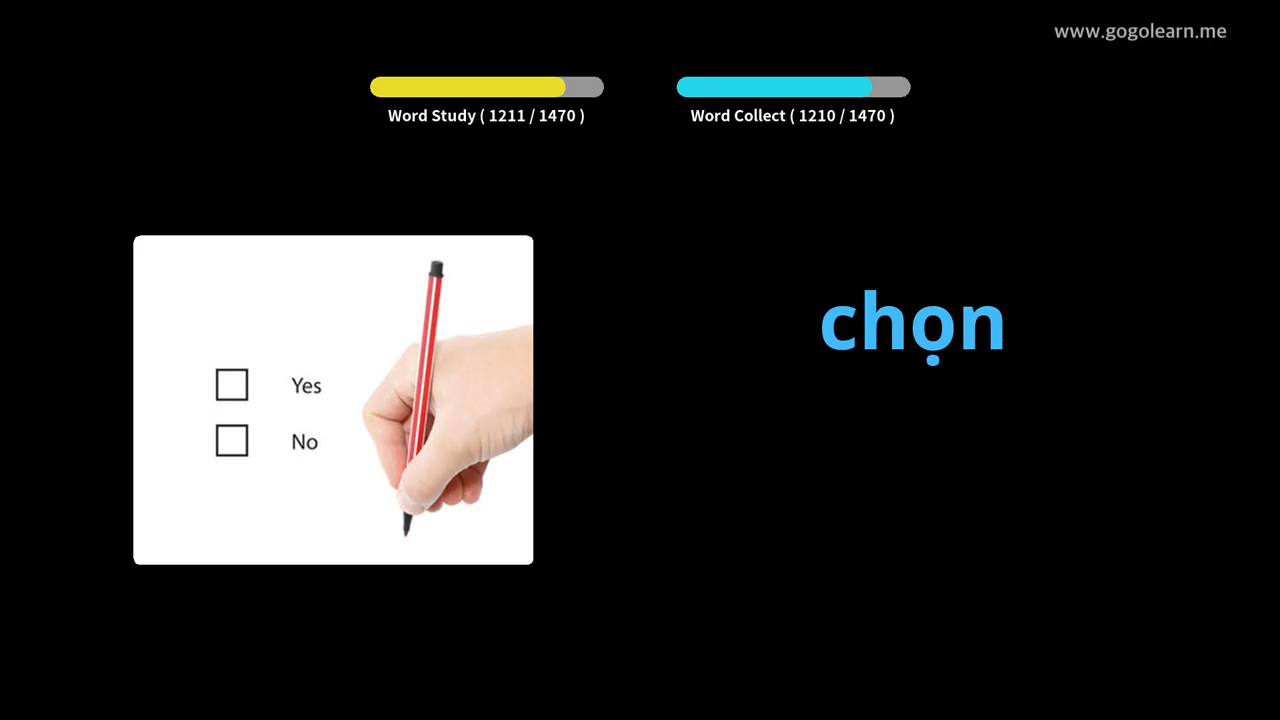 www.gogolearn.me
Word Study ( 1211 / 1470 )
Word Collect ( 1210 / 1470 )
chọn
Yes
No